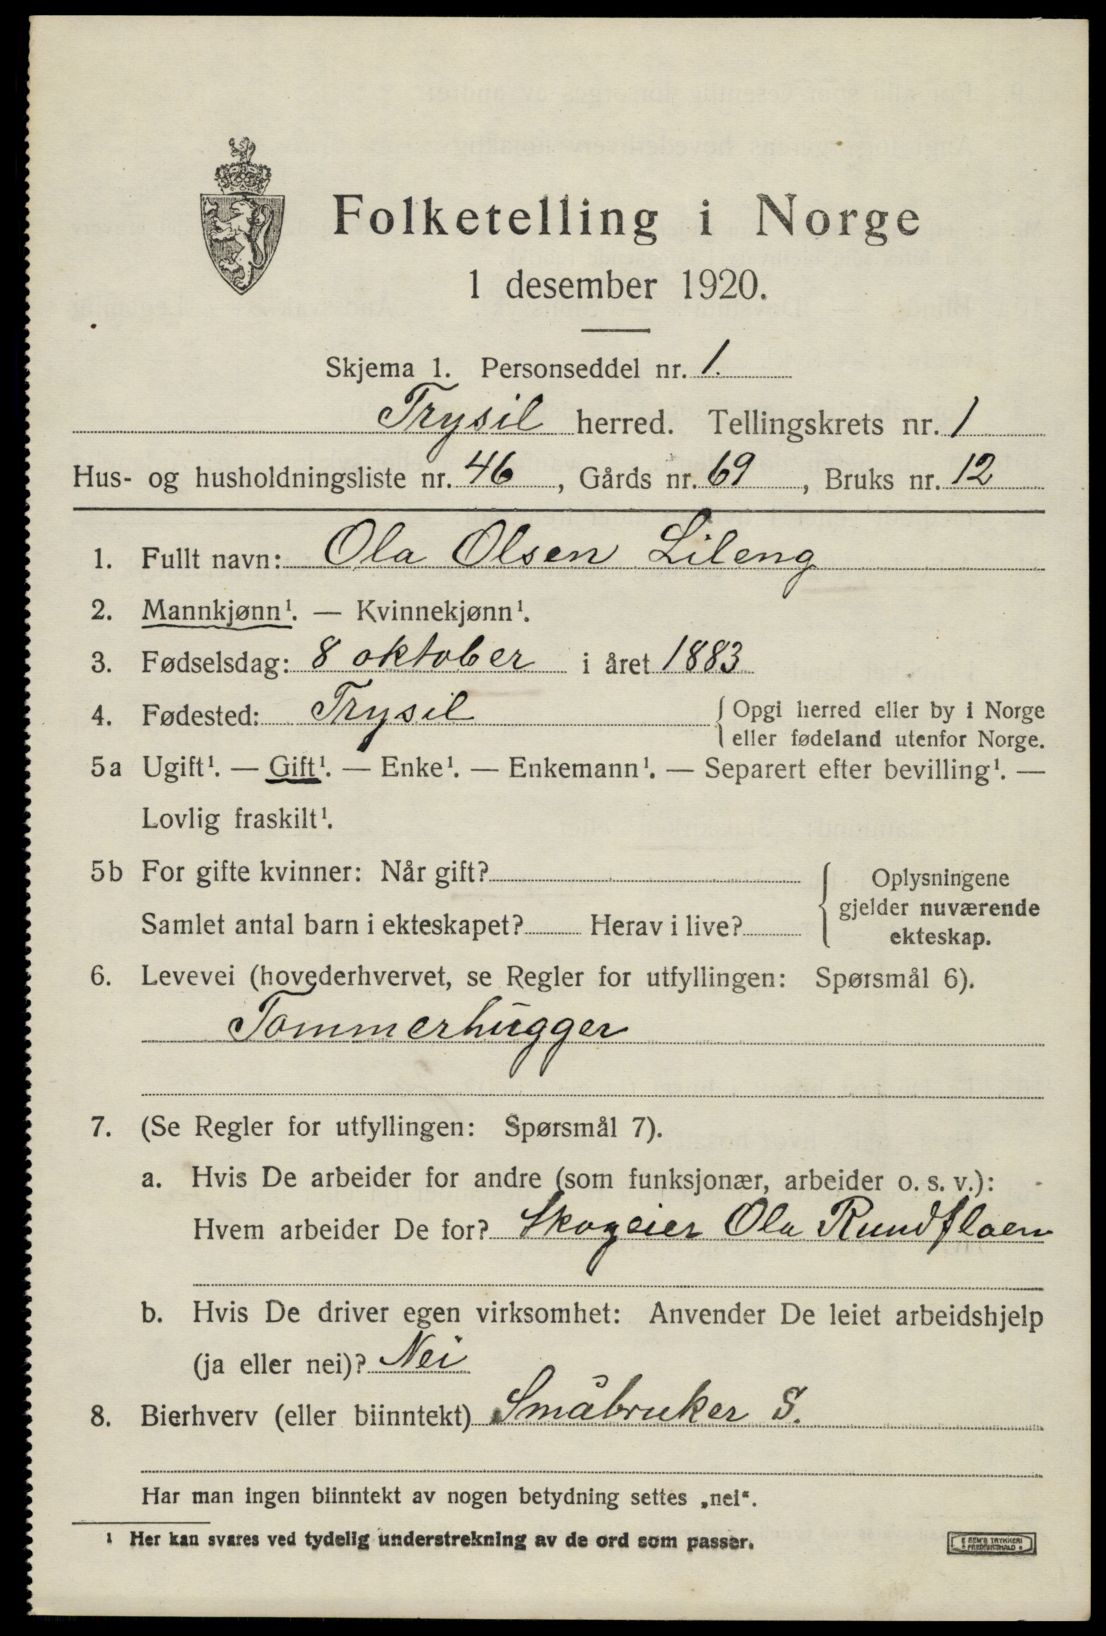 Folketelling i Norge
1 desember 1920.
Skjema 1. Personseddel nr. 1.
Trysil herred. Tellingskrets nr. 1
Hus- og husholdningsliste nr. 46, Gårds nr. 69, Bruks nr. 12
1. Fullt navn: Ola Olsen Lileng
2. Mannkjønn¹. — Kvinnekjønn¹.
3. Fødselsdag: 8 oktober i året 1883
4. Fødested: Trysil { Opgi herred eller by i Norge
eller fødeland utenfor Norge.
5a Ugift¹. — Gift¹. — Enke¹. — Enkemann¹. — Separert efter bevilling¹. —
Lovlig fraskilt¹.
5b For gifte kvinner: Når gift?
Samlet antal barn i ekteskapet? Herav i live?
{ Oplysningene
gjelder nuværende
ekteskap.
6. Levevei (hovederhvervet, se Regler for utfyllingen: Spørsmål 6).
Tømmerhugger
7. (Se Regler for utfyllingen: Spørsmål 7).
a. Hvis De arbeider for andre (som funksjonær, arbeider o. s. v.):
Hvem arbeider De for? Skogeier Ola Rundfloen
b. Hvis De driver egen virksomhet: Anvender De leiet arbeidshjelp
(ja eller nei)? Nei
8. Bierhverv (eller biinntekt) Småbruker S.
Har man ingen biinntekt av nogen betydning settes „nei“.
¹ Her kan svares ved tydelig understrekning av de ord som passer.